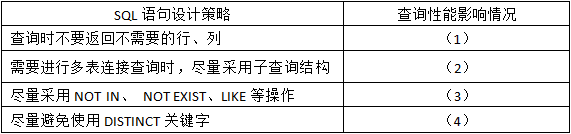 SQL 语句设计策略 查询性能影响情况
查询时不要返回不需要的行、列 （1）
需要进行多表连接查询时，尽量采用子查询结构 （2）
尽量采用 NOT IN、 NOT EXIST、LIKE 等操作 （3）
尽量避免使用 DISTINCT 关键字 （4）